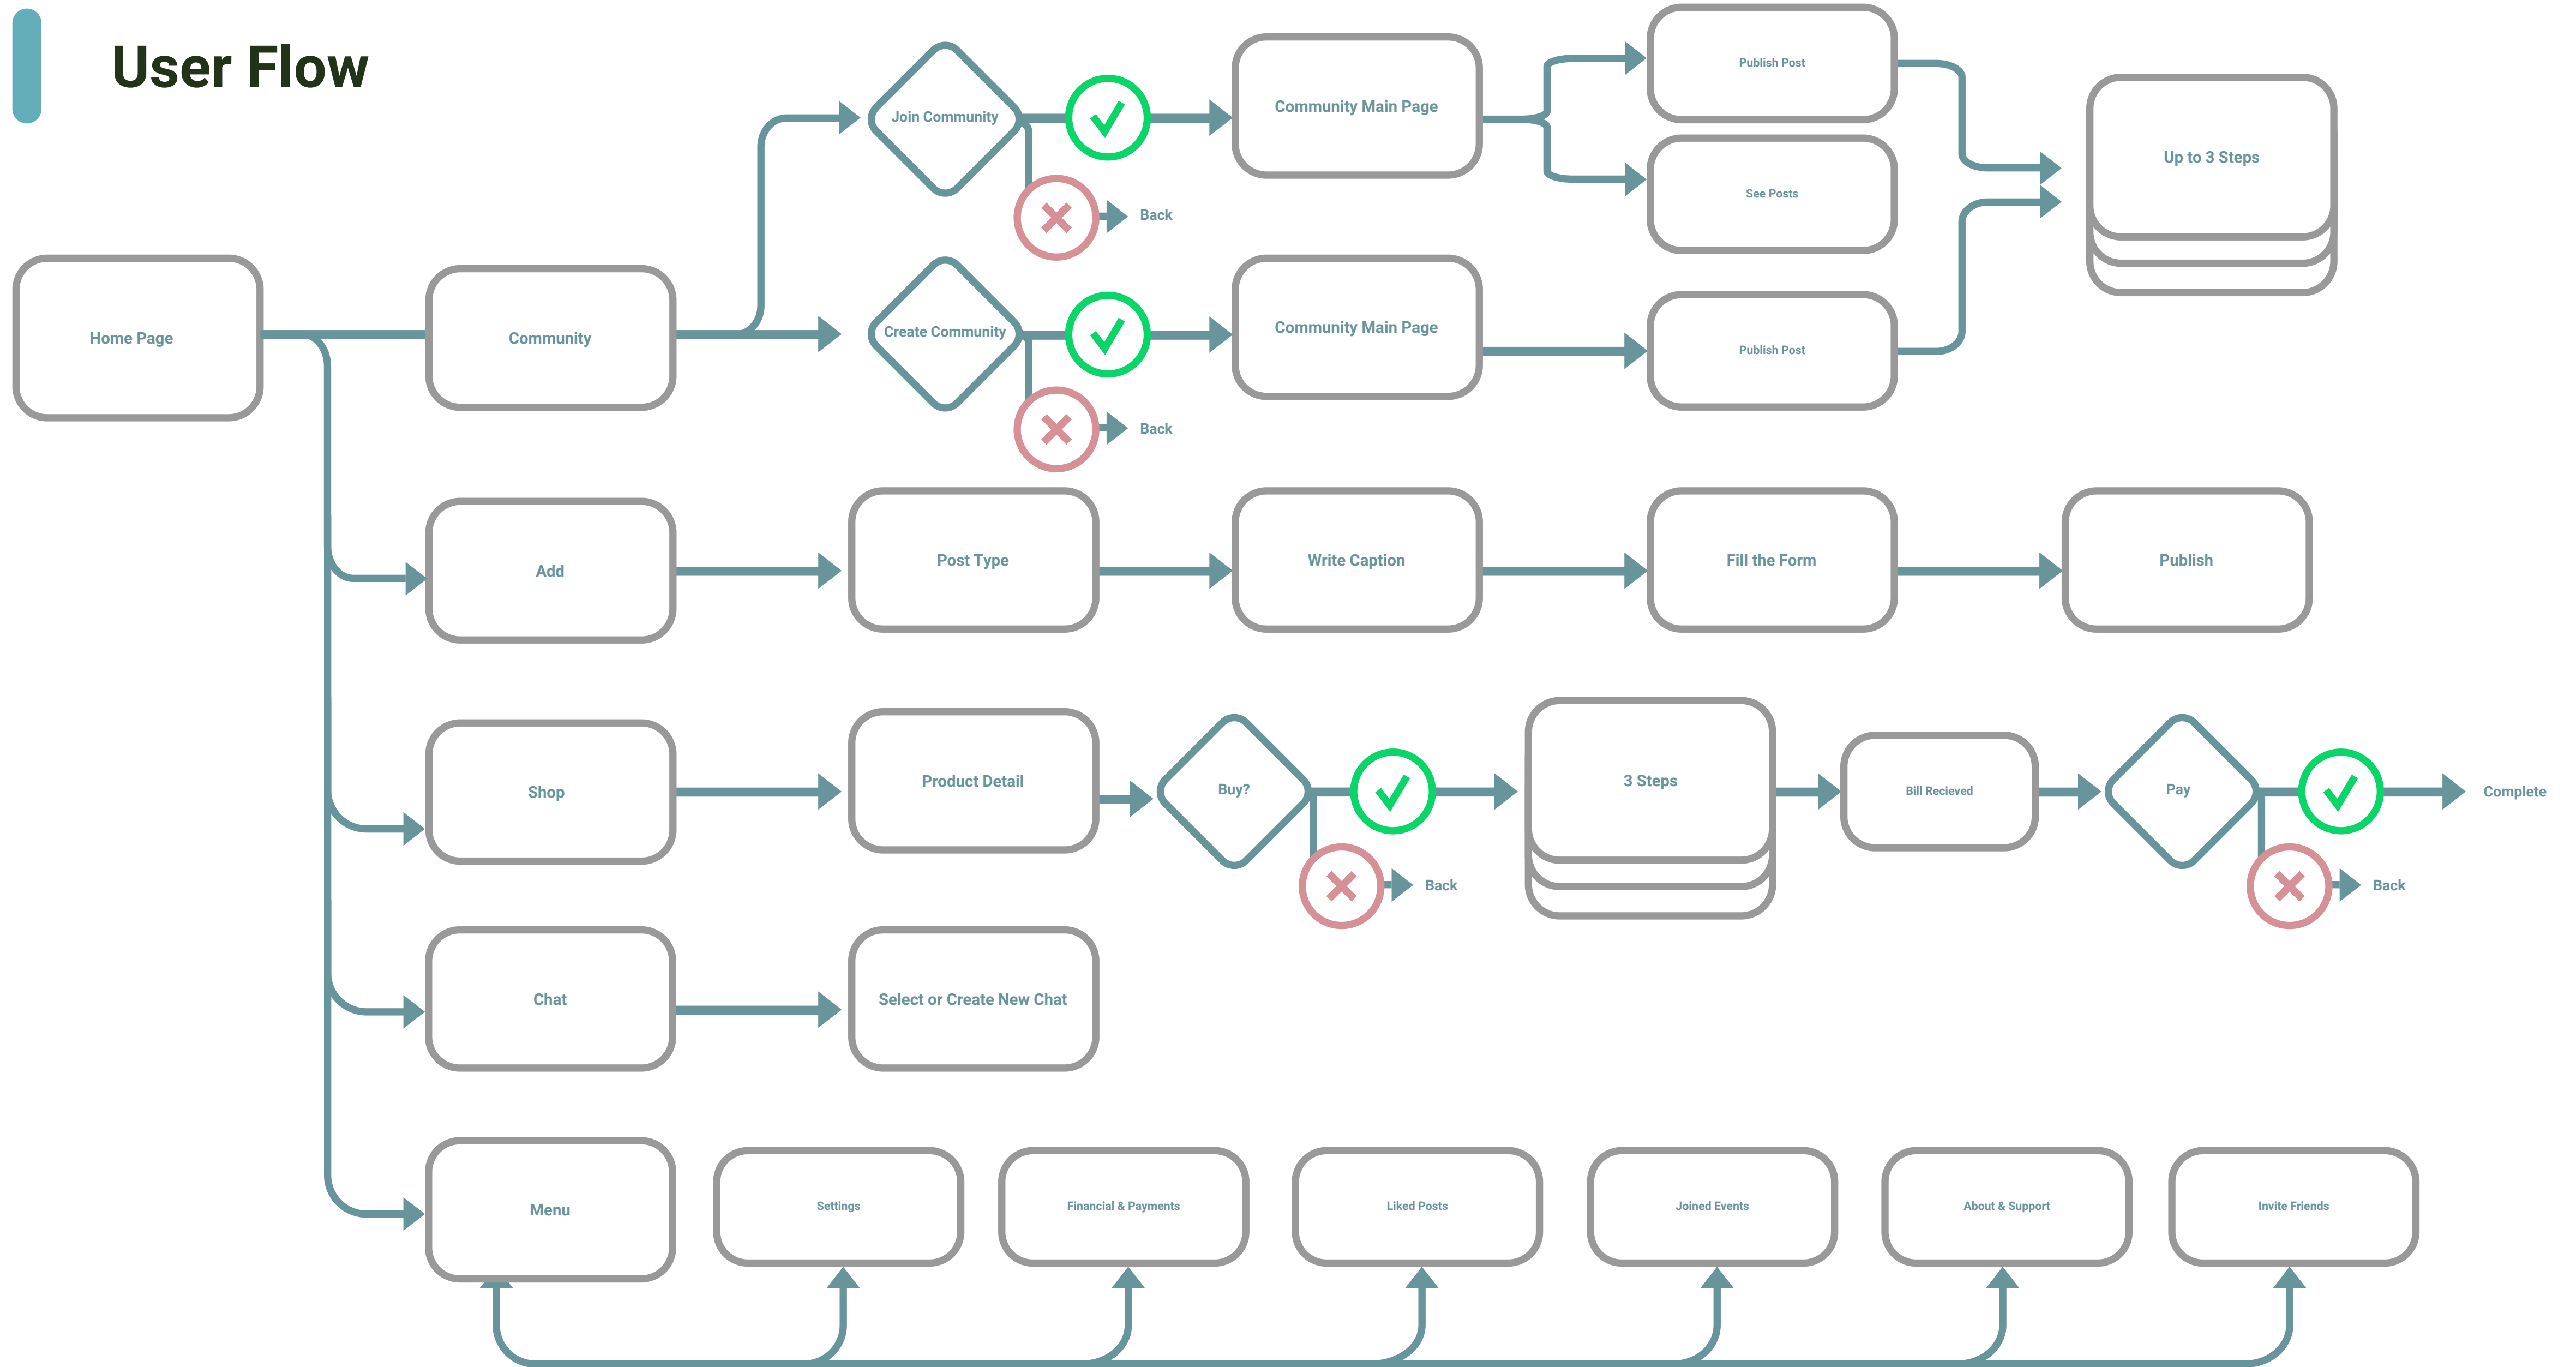 User Flow
Home Page
Community
Join Community
Back
Community Main Page
Publish Post
See Posts
Up to 3 Steps
Create Community
Back
Community Main Page
Publish Post
Add
Post Type
Write Caption
Fill the Form
Publish
Shop
Product Detail
Buy?
Back
3 Steps
Bill Recieved
Pay
Complete
Back
Chat
Select or Create New Chat
Menu
Settings
Financial & Payments
Liked Posts
Joined Events
About & Support
Invite Friends